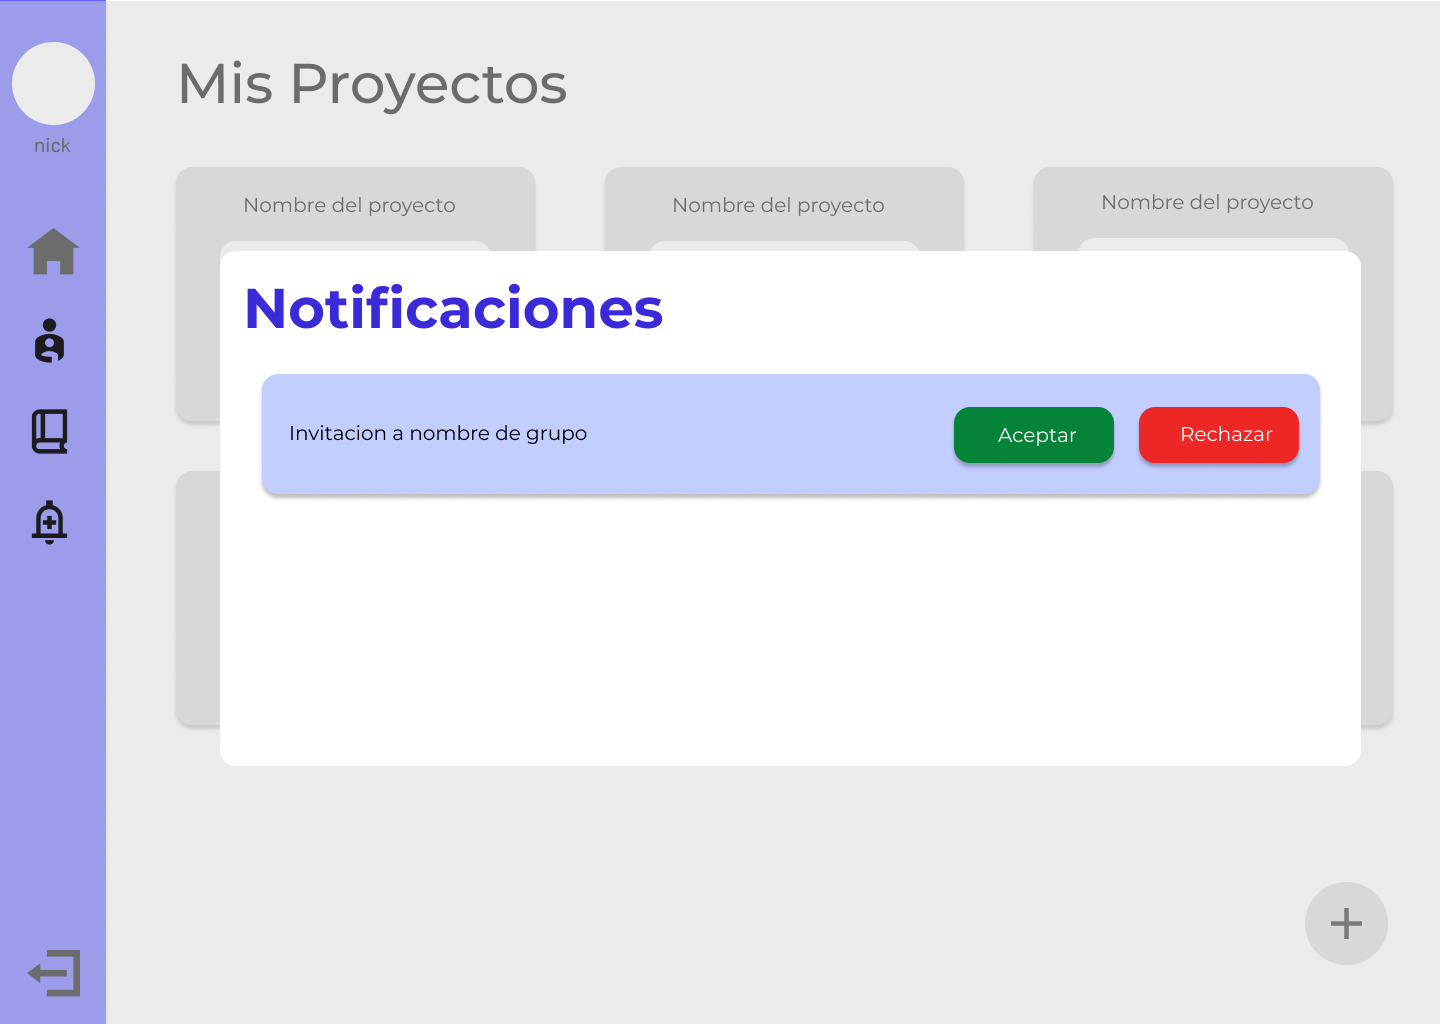 Mis Proyectos
nick
Nombre del proyecto
Nombre del proyecto
Nombre del proyecto
Notificaciones
Invitacion a nombre de grupo
Aceptar
Rechazar